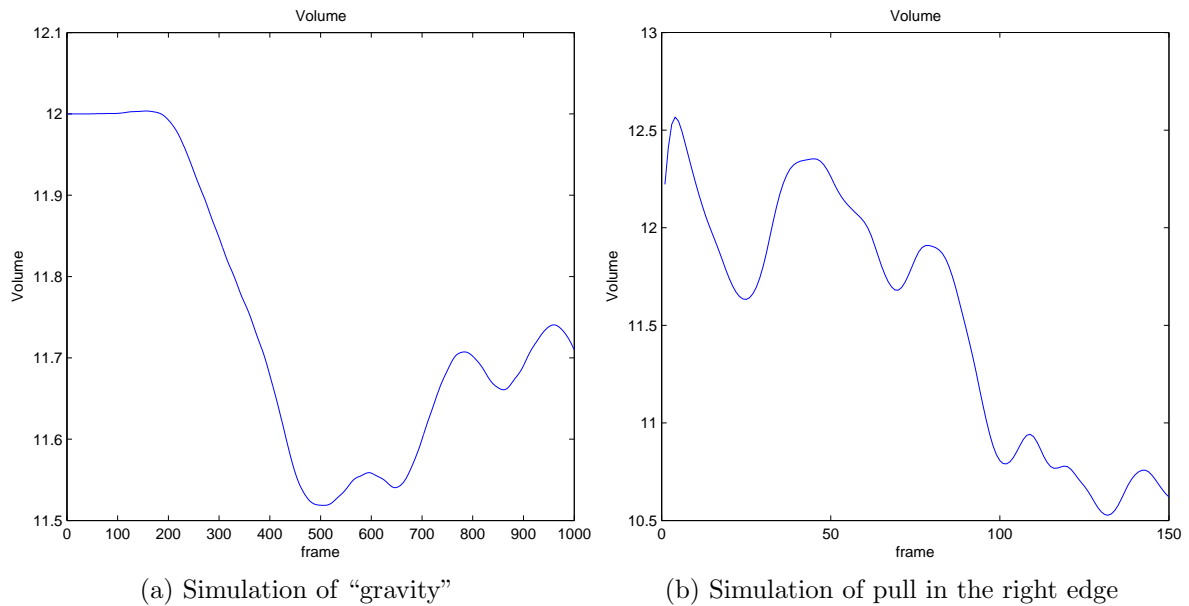 Volume
12.1
12
11.9
11.8
11.7
11.6
11.5
Volume
0 100 200 300 400 500 600 700 800 900 1000
frame
(a) Simulation of “gravity”
Volume
13
12.5
12
11.5
11
10.5
Volume
0 50 100 150
frame
(b) Simulation of pull in the right edge